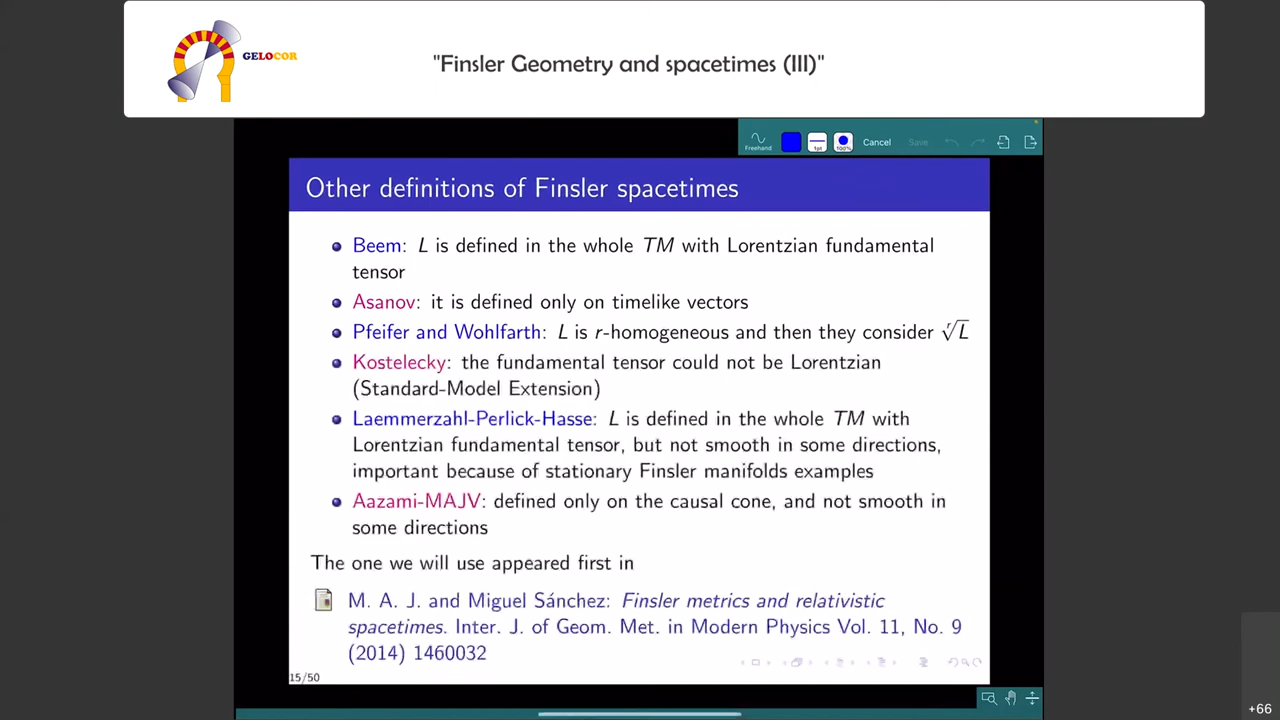 GELOCOR
"Finsler Geometry and spacetimes (III)"
Freehand
1pt
100%
Cancel
Save
Other definitions of Finsler spacetimes
Beem: L is defined in the whole TM with Lorentzian fundamental
tensor
Asanov: it is defined only on timelike vectors
Pfeifer and Wohlfarth: L is r-homogeneous and then they consider ʳ√L
Kostelecky: the fundamental tensor could not be Lorentzian
(Standard-Model Extension)
Laemmerzahl-Perlick-Hasse: L is defined in the whole TM with
Lorentzian fundamental tensor, but not smooth in some directions,
important because of stationary Finsler manifolds examples
Aazami-MAJV: defined only on the causal cone, and not smooth in
some directions
The one we will use appeared first in
M. A. J. and Miguel Sánchez: Finsler metrics and relativistic
spacetimes. Inter. J. of Geom. Met. in Modern Physics Vol. 11, No. 9
(2014) 1460032
15/50
+66